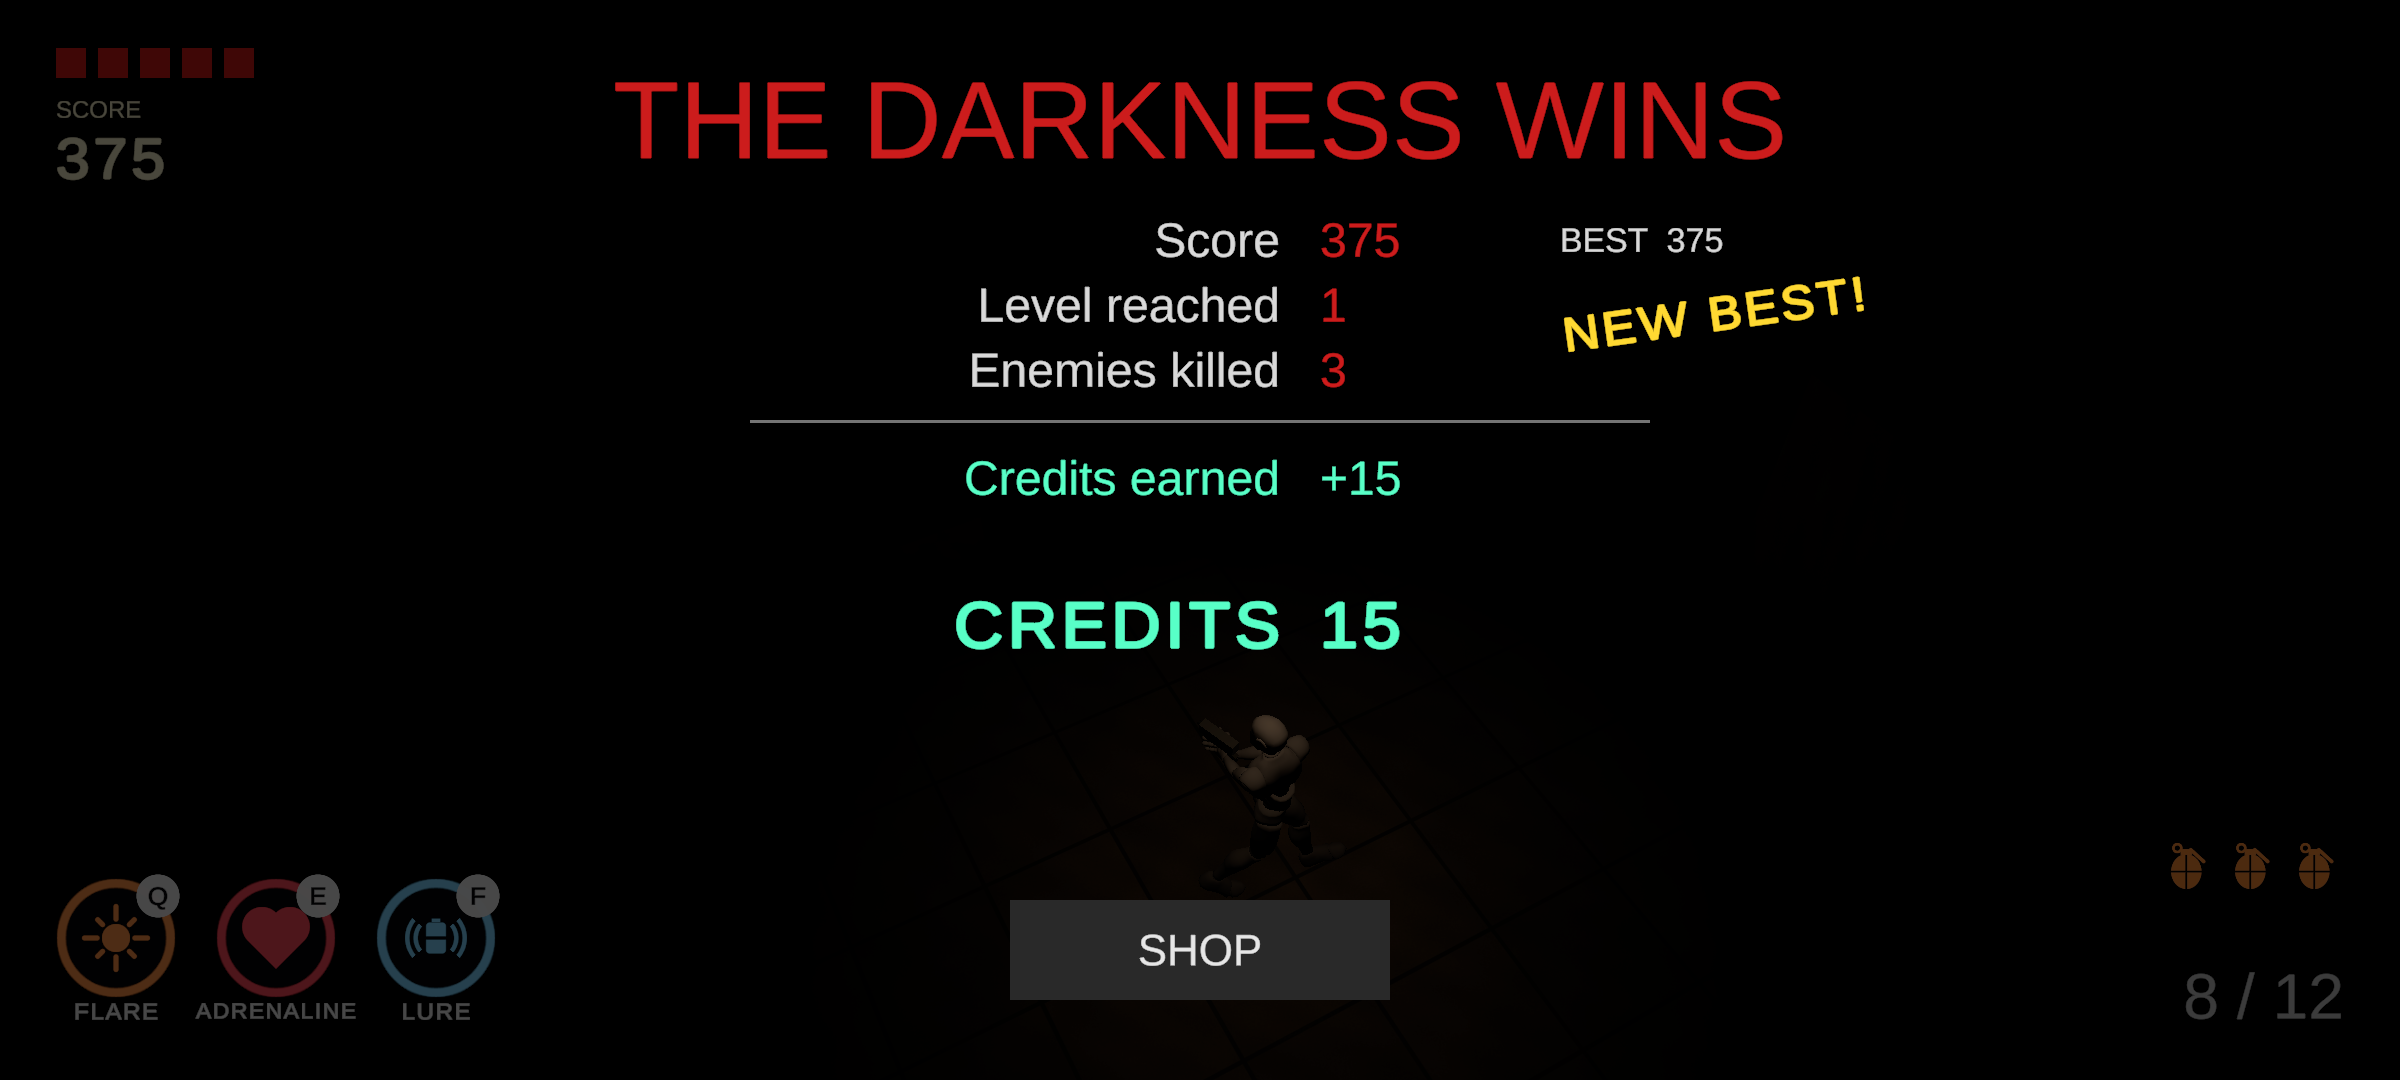 THE DARKNESS WINS
SCORE
375
Score 375 BEST 375
Level reached 1 NEW BEST!
Enemies killed 3
Credits earned +15
CREDITS 15
SHOP
Q E F
FLARE ADRENALINE LURE
8 / 12